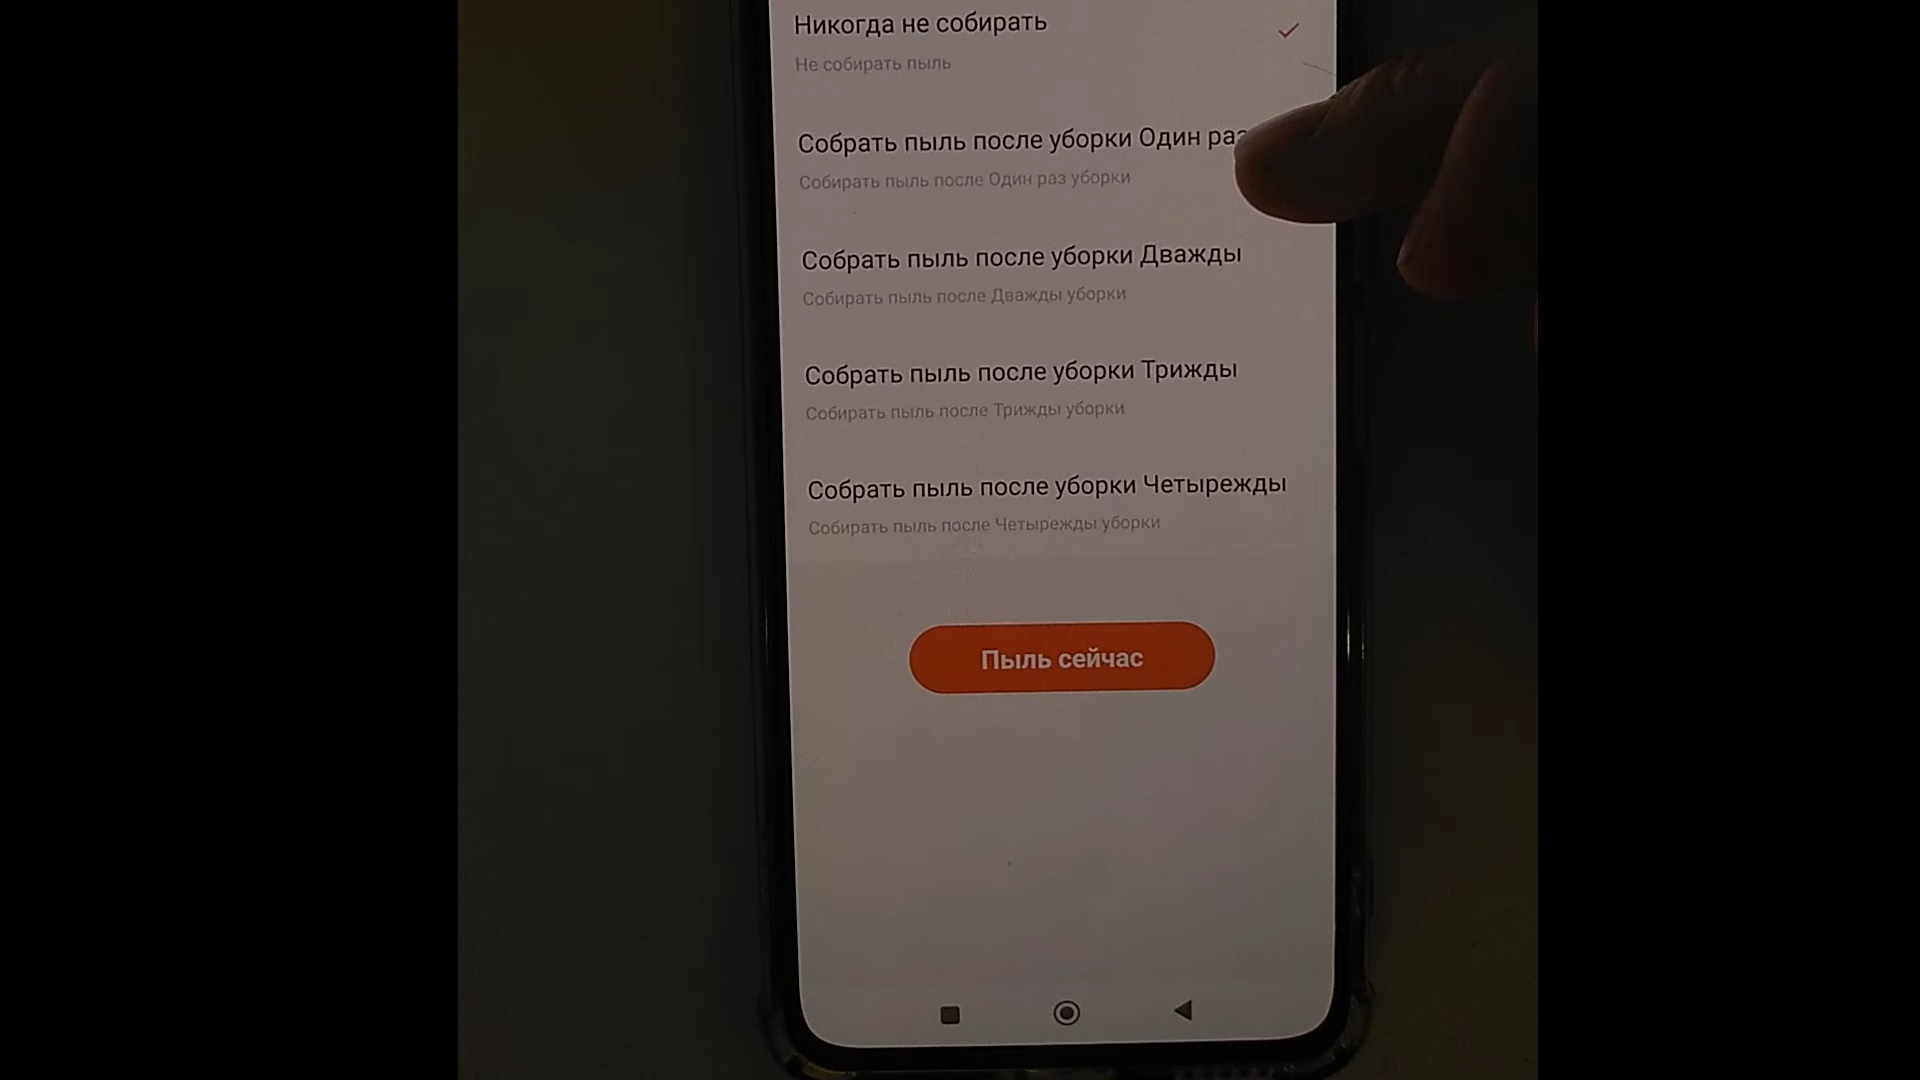 Никогда не собирать
Не собирать пыль
Собрать пыль после уборки Один раз
Собирать пыль после Один раз уборки
Собрать пыль после уборки Дважды
Собирать пыль после Дважды уборки
Собрать пыль после уборки Трижды
Собирать пыль после Трижды уборки
Собрать пыль после уборки Четырежды
Собирать пыль после Четырежды уборки
Пыль сейчас